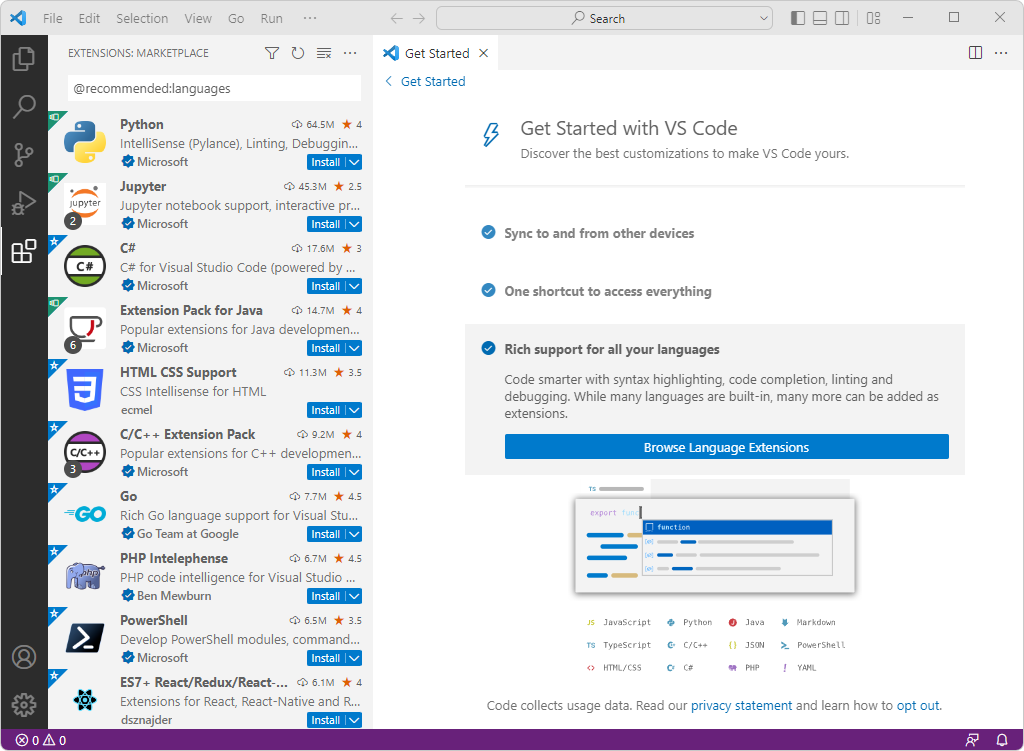 File Edit Selection View Go Run ···
Search
EXTENSIONS: MARKETPLACE
@recommended:languages
Python 64.5M ★ 4
IntelliSense (Pylance), Linting, Debuggin...
Microsoft Install
Jupyter 45.3M ★ 2.5
jupyter
2
Jupyter notebook support, interactive pr...
Microsoft Install
C# 17.6M ★ 3
C#
C# for Visual Studio Code (powered by ...
Microsoft Install
Extension Pack for Java 14.7M ★ 4
6
Popular extensions for Java developmen...
Microsoft Install
HTML CSS Support 11.3M ★ 3.5
3
CSS Intellisense for HTML
ecmel Install
C/C++ Extension Pack 9.2M ★ 4
C/C++
3
Popular extensions for C++ developmen...
Microsoft Install
Go 7.7M ★ 4.5
GO
Rich Go language support for Visual Stu...
Go Team at Google Install
PHP Intelephense 6.7M ★ 4.5
php
PHP code intelligence for Visual Studio ...
Ben Mewburn Install
PowerShell 6.5M ★ 3.5
Develop PowerShell modules, command...
Microsoft Install
ES7+ React/Redux/React-... 6.1M ★ 4
Extensions for React, React-Native and R...
dsznajder Install
Get Started
Get Started
Get Started with VS Code
Discover the best customizations to make VS Code yours.
Sync to and from other devices
One shortcut to access everything
Rich support for all your languages
Code smarter with syntax highlighting, code completion, linting and
debugging. While many languages are built-in, many more can be added as
extensions.
Browse Language Extensions
TS
export func
function
JS JavaScript Python Java Markdown
TS TypeScript C/C++ {} JSON PowerShell
<> HTML/CSS C# PHP ! YAML
Code collects usage data. Read our privacy statement and learn how to opt out.
0 0